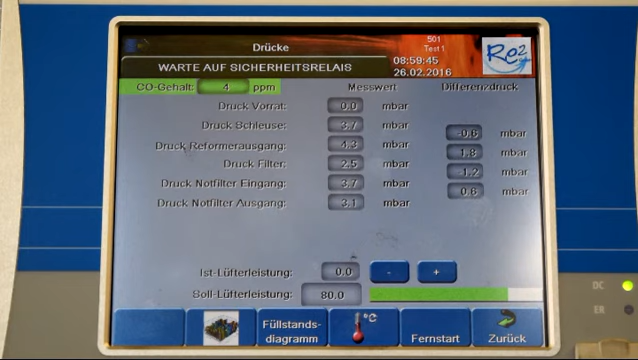 Drücke
501
Test 1
Re2
WARTE AUF SICHERHEITSRELAIS
08:59:45
26.02.2016
CO-Gehalt: 4 ppm Messwert Differenzdruck
Druck Vorrat: 0.0 mbar
Druck Schleuse: 3.7 mbar
-0.6 mbar
Druck Reformerausgang: 4.3 mbar
1.8 mbar
Druck Filter: 2.5 mbar
-1.2 mbar
Druck Notfilter Eingang: 3.7 mbar
0.6 mbar
Druck Notfilter Ausgang: 3.1 mbar
Ist-Lüfterleistung: 0.0 - +
Soll-Lüfterleistung: 80.0
DC
ER
Füllstands-
diagramm
°C
Fernstart
Zurück